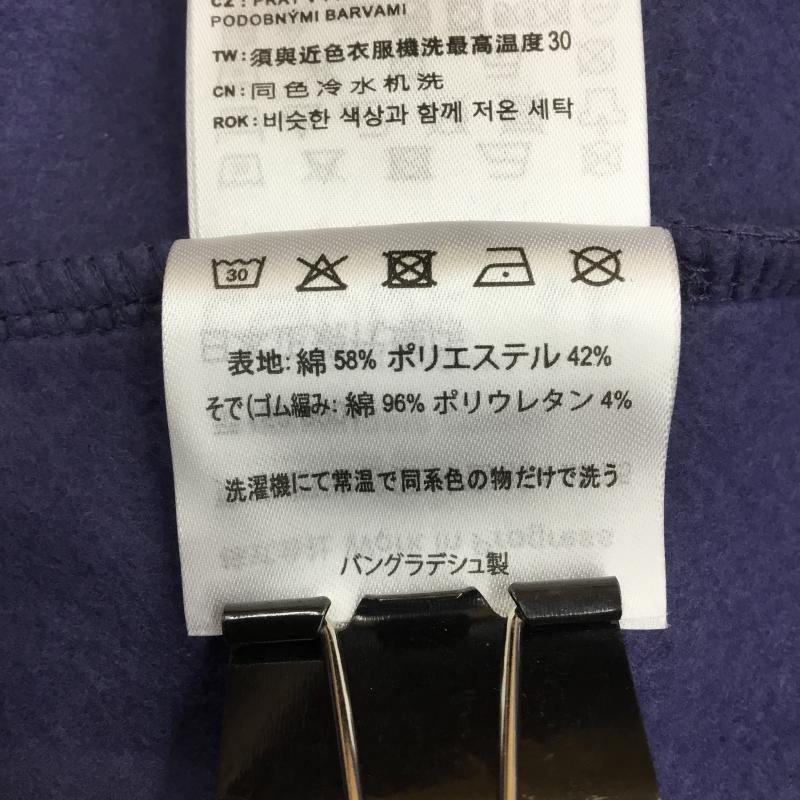 PODOBNÝMI BARVAMI
TW: 須與近色衣服機洗最高温度30
CN: 同色冷水机洗
ROK: 비슷한 색상과 함께 저온 세탁
30
表地: 綿 58% ポリエステル 42%
そで(ゴム編み: 綿 96% ポリウレタン 4%
洗濯機にて常温で同系色の物だけで洗う
バングラデシュ製